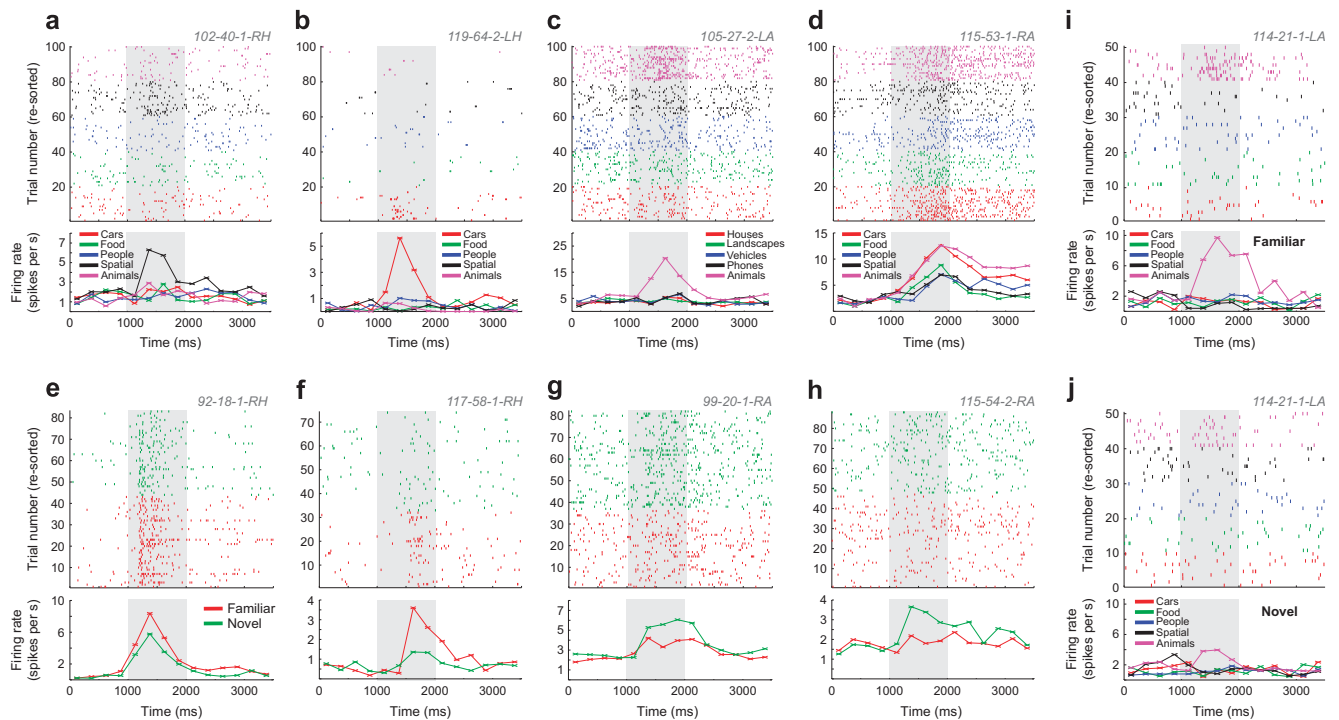 a
102-40-1-RH
Trial number (re-sorted)
100
80
60
40
20
Firing rate
(spikes per s)
7
5
3
1
Cars
Food
People
Spatial
Animals
0 1000 2000 3000
Time (ms)
b
119-64-2-LH
100
80
60
40
20
0
5
3
1
0
Cars
Food
People
Spatial
Animals
0 1000 2000 3000
Time (ms)
c
105-27-2-LA
100
80
60
40
20
25
15
5
Houses
Landscapes
Vehicles
Phones
Animals
0 1000 2000 3000
Time (ms)
d
115-53-1-RA
100
80
60
40
20
15
10
5
Cars
Food
People
Spatial
Animals
0 1000 2000 3000
Time (ms)
i
114-21-1-LA
Trial number (re-sorted)
50
40
30
20
10
0
Firing rate
(spikes per s)
10
8
6
4
2
Cars
Food
People
Spatial
Animals
Familiar
0 1000 2000 3000
Time (ms)
e
92-18-1-RH
Trial number (re-sorted)
80
70
60
50
40
30
20
10
Firing rate
(spikes per s)
10
6
4
2
Familiar
Novel
0 1000 2000 3000
Time (ms)
f
117-58-1-RH
70
60
50
40
30
20
10
0
4
3
2
1
0
0 1000 2000 3000
Time (ms)
g
99-20-1-RA
80
70
60
50
40
30
20
10
7
5
3
1
0 1000 2000 3000
Time (ms)
h
115-54-2-RA
90
80
70
60
50
40
30
20
10
4
3
2
1
0
0 1000 2000 3000
Time (ms)
j
114-21-1-LA
Trial number (re-sorted)
50
40
30
20
10
0
Firing rate
(spikes per s)
10
8
6
4
2
Cars
Food
People
Spatial
Animals
Novel
0 1000 2000 3000
Time (ms)